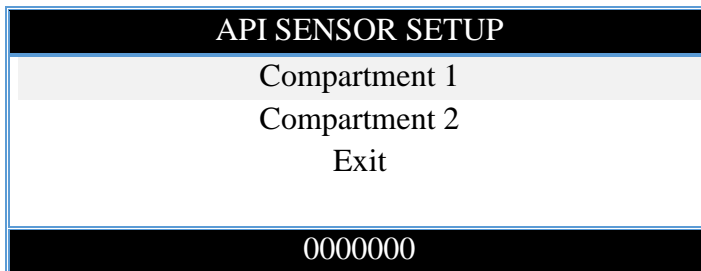 API SENSOR SETUP
Compartment 1
Compartment 2
Exit
0000000